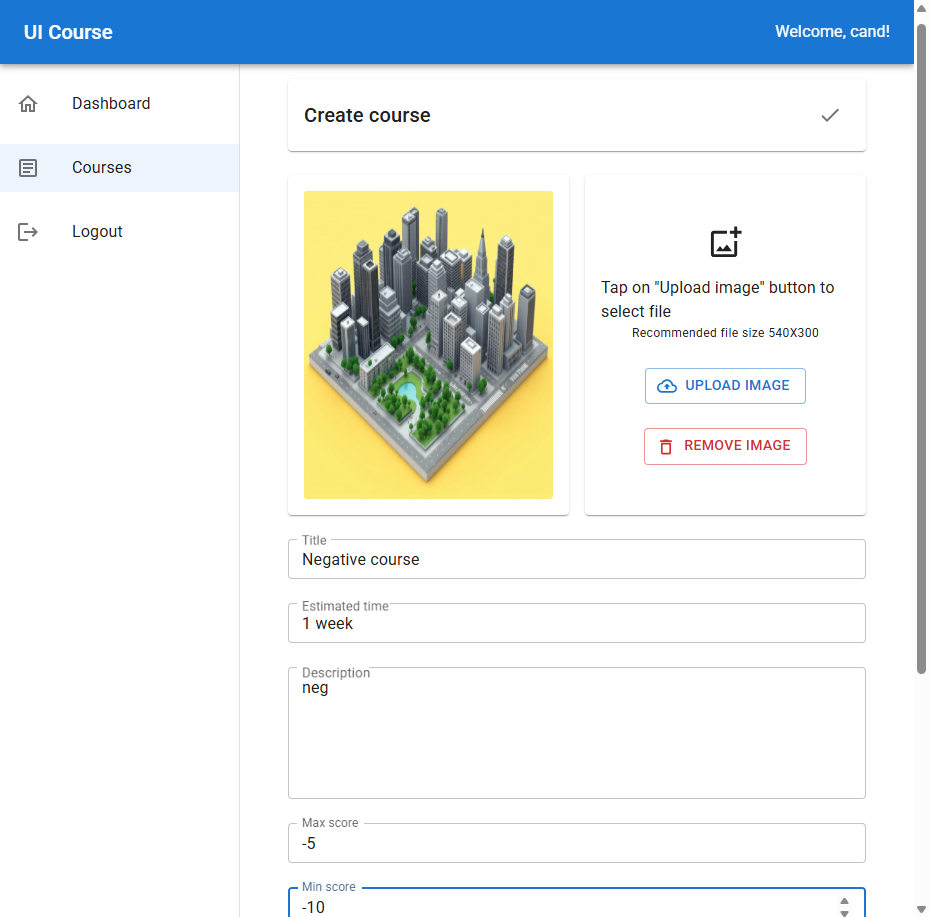 UI Course
Welcome, cand!
Dashboard
Courses
Logout
Create course
Tap on "Upload image" button to
select file
Recommended file size 540X300
UPLOAD IMAGE
REMOVE IMAGE
Title
Negative course
Estimated time
1 week
Description
neg
Max score
-5
Min score
-10